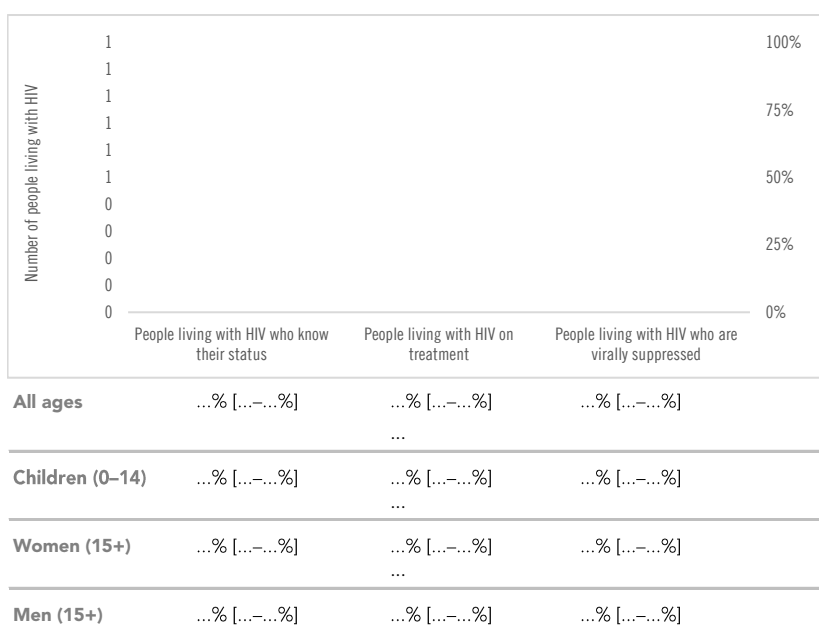 Number of people living with HIV
1
1
1
1
1
1
0
0
0
0
0
100%
75%
50%
25%
0%
People living with HIV who know
their status
People living with HIV on
treatment
People living with HIV who are
virally suppressed
All ages ...% [...–...%] ...% [...–...%] ...% [...–...%]
...
Children (0–14) ...% [...–...%] ...% [...–...%] ...% [...–...%]
...
Women (15+) ...% [...–...%] ...% [...–...%] ...% [...–...%]
...
Men (15+) ...% [...–...%] ...% [...–...%] ...% [...–...%]